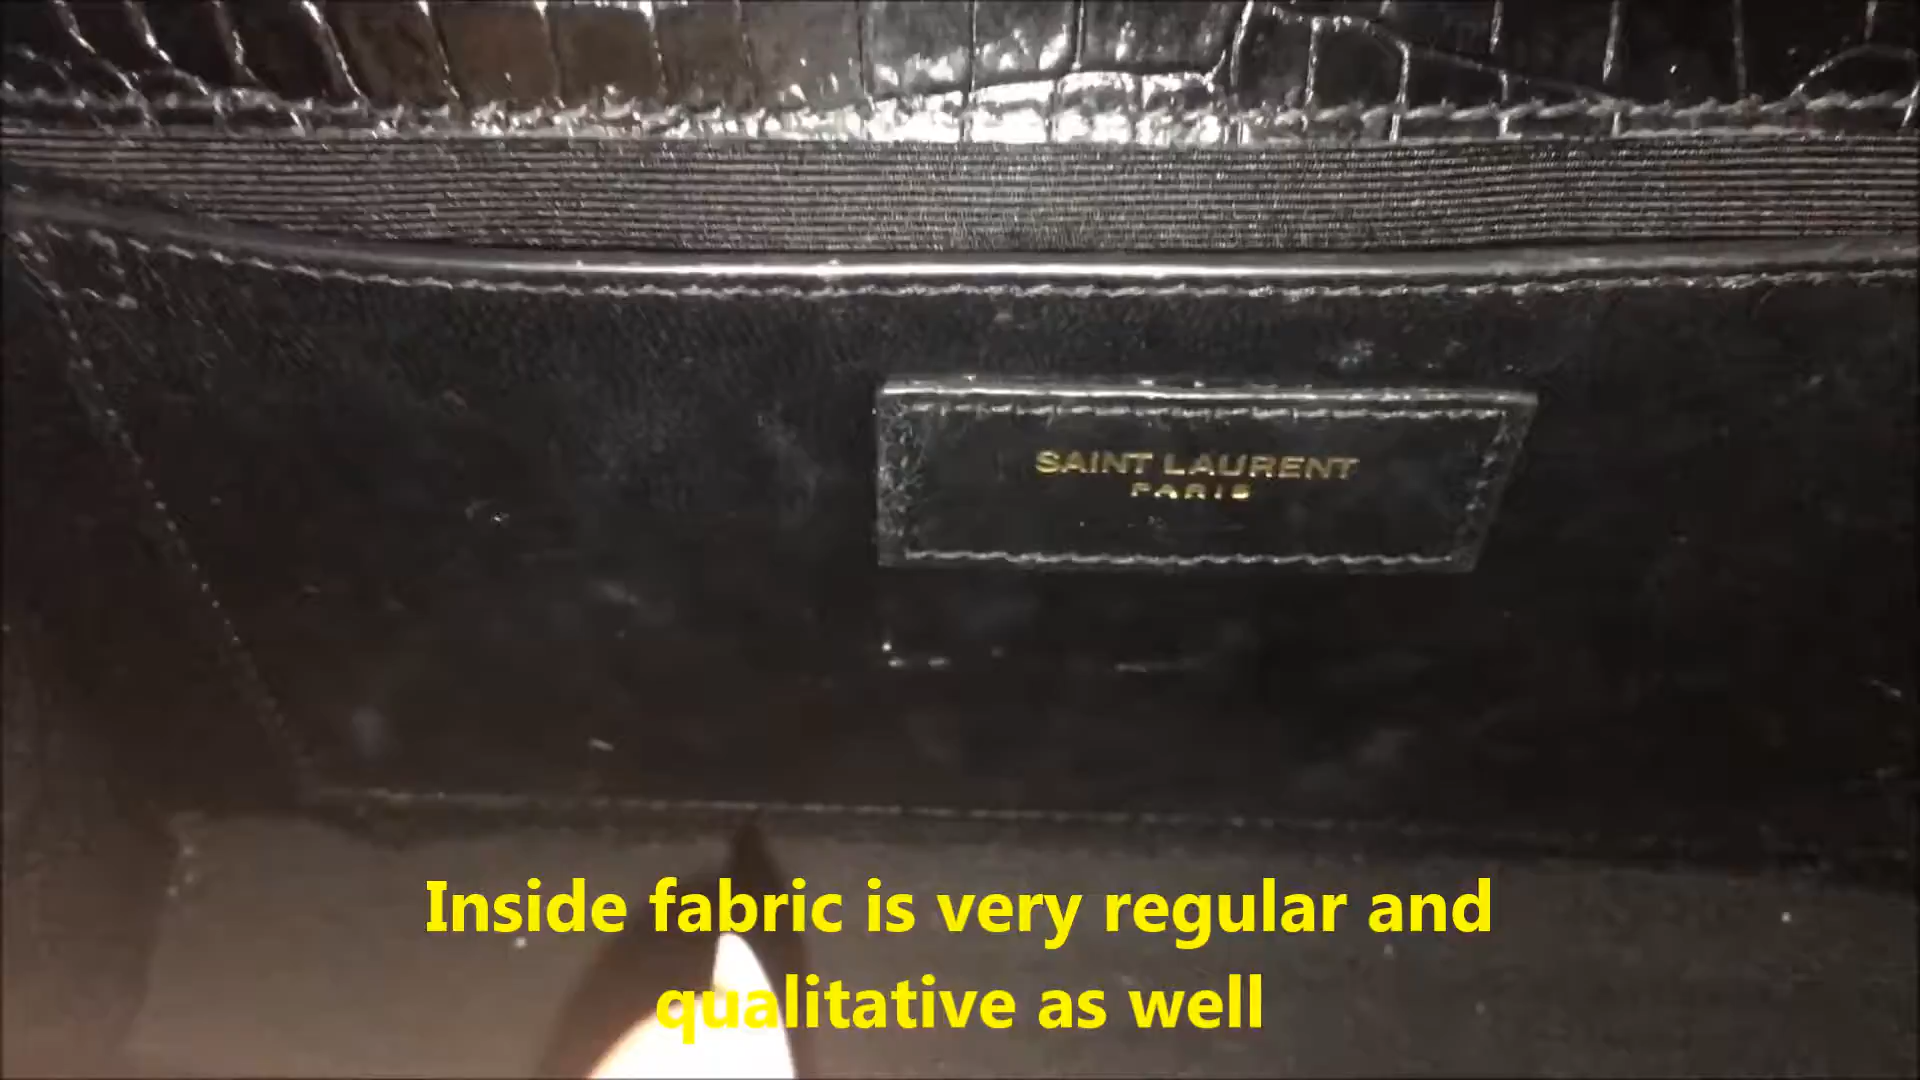 SAINT LAURENT
PARIS
Inside fabric is very regular and
qualitative as well